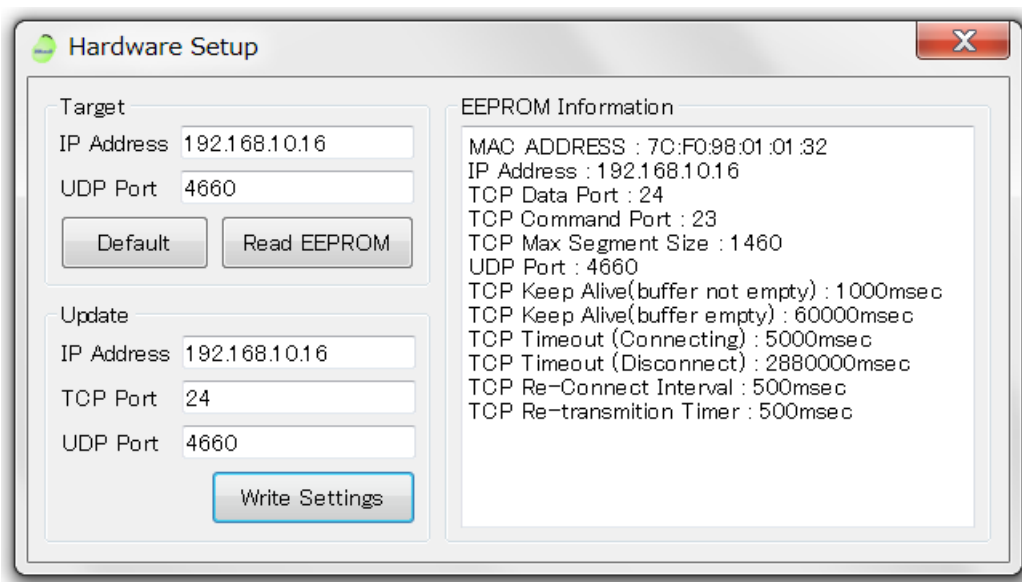 Hardware Setup
Target
IP Address 192.168.10.16
UDP Port 4660
Default Read EEPROM
Update
IP Address 192.168.10.16
TCP Port 24
UDP Port 4660
Write Settings
EEPROM Information
MAC ADDRESS : 7C:F0:98:01:01:32
IP Address : 192.168.10.16
TCP Data Port : 24
TCP Command Port : 23
TCP Max Segment Size : 1460
UDP Port : 4660
TCP Keep Alive(buffer not empty) : 1000msec
TCP Keep Alive(buffer empty) : 60000msec
TCP Timeout (Connecting) : 5000msec
TCP Timeout (Disconnect) : 2880000msec
TCP Re-Connect Interval : 500msec
TCP Re-transmition Timer : 500msec